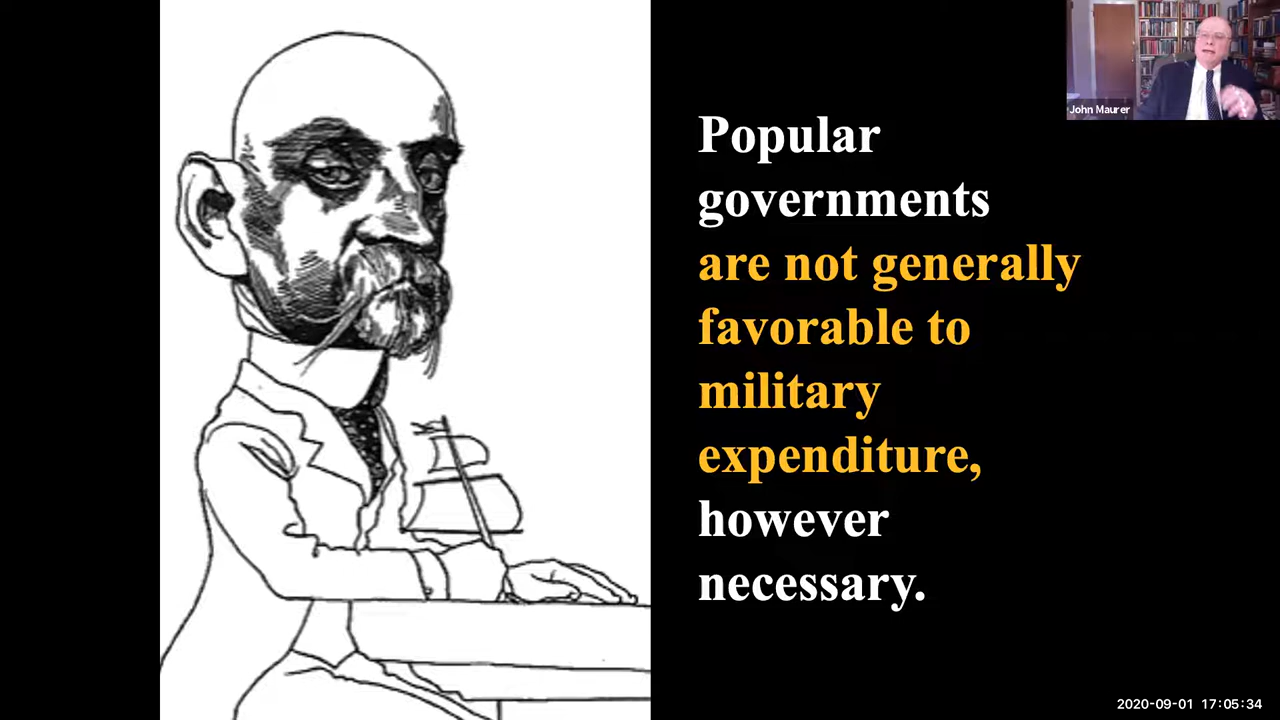 John Maurer
Popular
governments
are not generally
favorable to
military
expenditure,
however
necessary.
2020-09-01 17:05:34